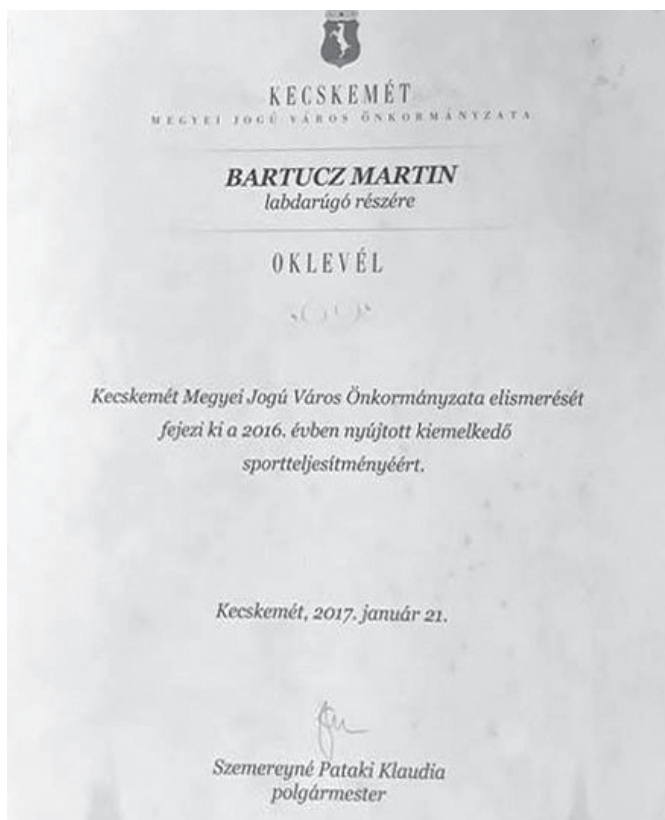 KECSKEMÉT
MEGYEI JOGÚ VÁROS ÖNKORMÁNYZATA
BARTUCZ MARTIN
labdarúgó részére
OKLEVÉL
Kecskemét Megyei Jogú Város Önkormányzata elismerését
fejezi ki a 2016. évben nyújtott kiemelkedő
sportteljesítményéért.
Kecskemét, 2017. január 21.
Szemereyné Pataki Klaudia
polgármester